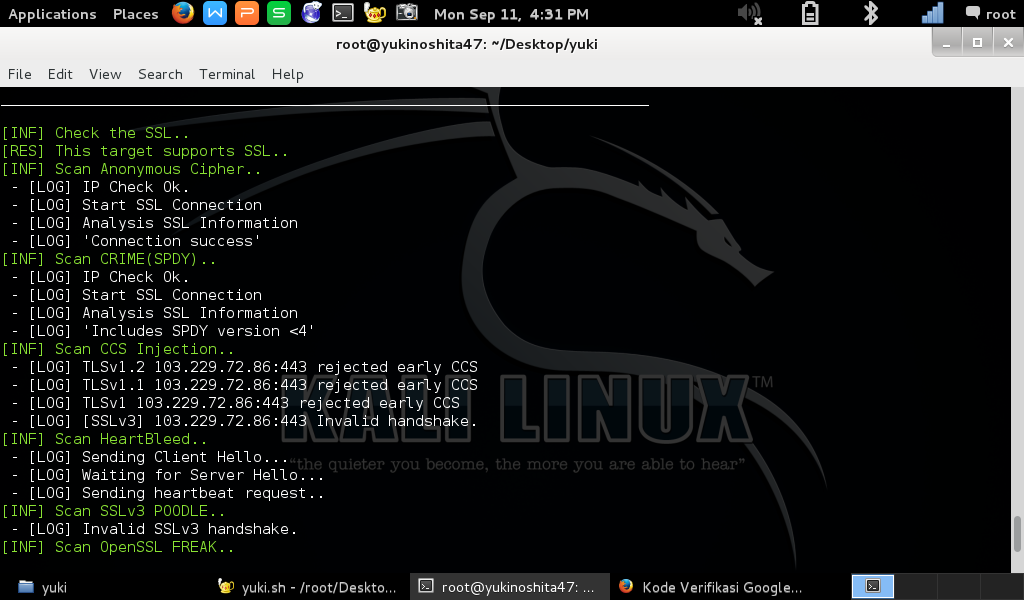 Applications Places Mon Sep 11, 4:31 PM root
root@yukinoshita47: ~/Desktop/yuki
File Edit View Search Terminal Help
[INF] Check the SSL..
[RES] This target supports SSL..
[INF] Scan Anonymous Cipher..
- [LOG] IP Check Ok.
- [LOG] Start SSL Connection
- [LOG] Analysis SSL Information
- [LOG] 'Connection success'
[INF] Scan CRIME(SPDY)..
- [LOG] IP Check Ok.
- [LOG] Start SSL Connection
- [LOG] Analysis SSL Information
- [LOG] 'Includes SPDY version <4'
[INF] Scan CCS Injection..
- [LOG] TLSv1.2 103.229.72.86:443 rejected early CCS
- [LOG] TLSv1.1 103.229.72.86:443 rejected early CCS
- [LOG] TLSv1 103.229.72.86:443 rejected early CCS
- [LOG] [SSLv3] 103.229.72.86:443 Invalid handshake.
[INF] Scan HeartBleed..
- [LOG] Sending Client Hello...
- [LOG] Waiting for Server Hello...
- [LOG] Sending heartbeat request..
[INF] Scan SSLv3 POODLE..
- [LOG] Invalid SSLv3 handshake.
[INF] Scan OpenSSL FREAK..
KALI LINUX TM
"the quieter you become, the more you are able to hear"
yuki yuki.sh - /root/Deskto... root@yukinoshita47: ... Kode Verifikasi Google...